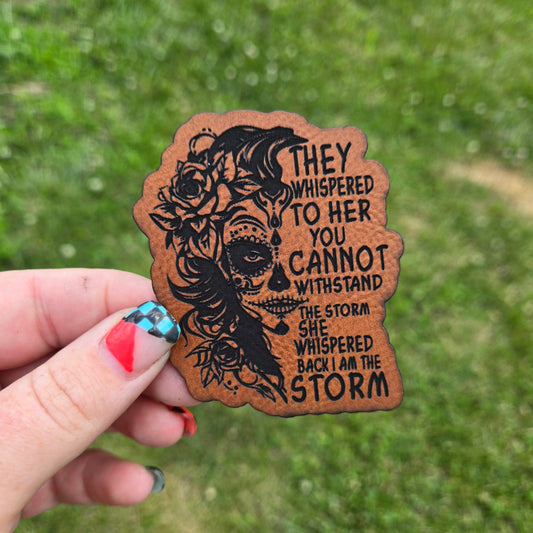 THEY
WHISPERED
TO HER
YOU
CANNOT
WITHSTAND
THE STORM
SHE
WHISPERED
BACK I AM THE
STORM